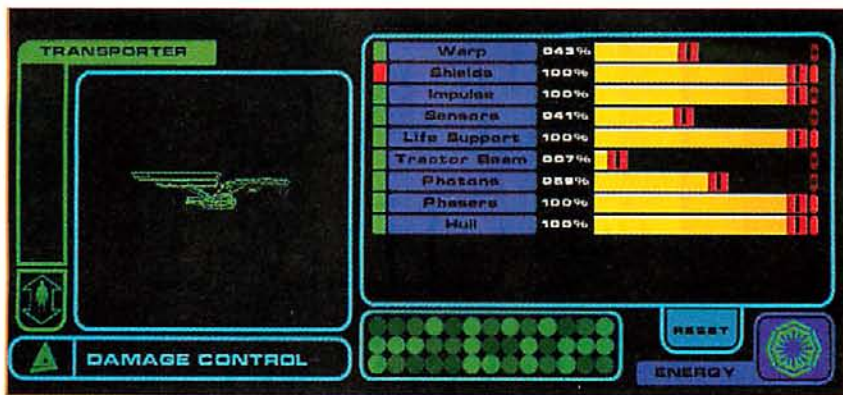 TRANSPORTER
Warp 043%
Shields 100%
Impulse 100%
Sensors 041%
Life Support 100%
Tractor Beam 007%
Photons 059%
Phasers 100%
Hull 100%
RESET
DAMAGE CONTROL
ENERGY